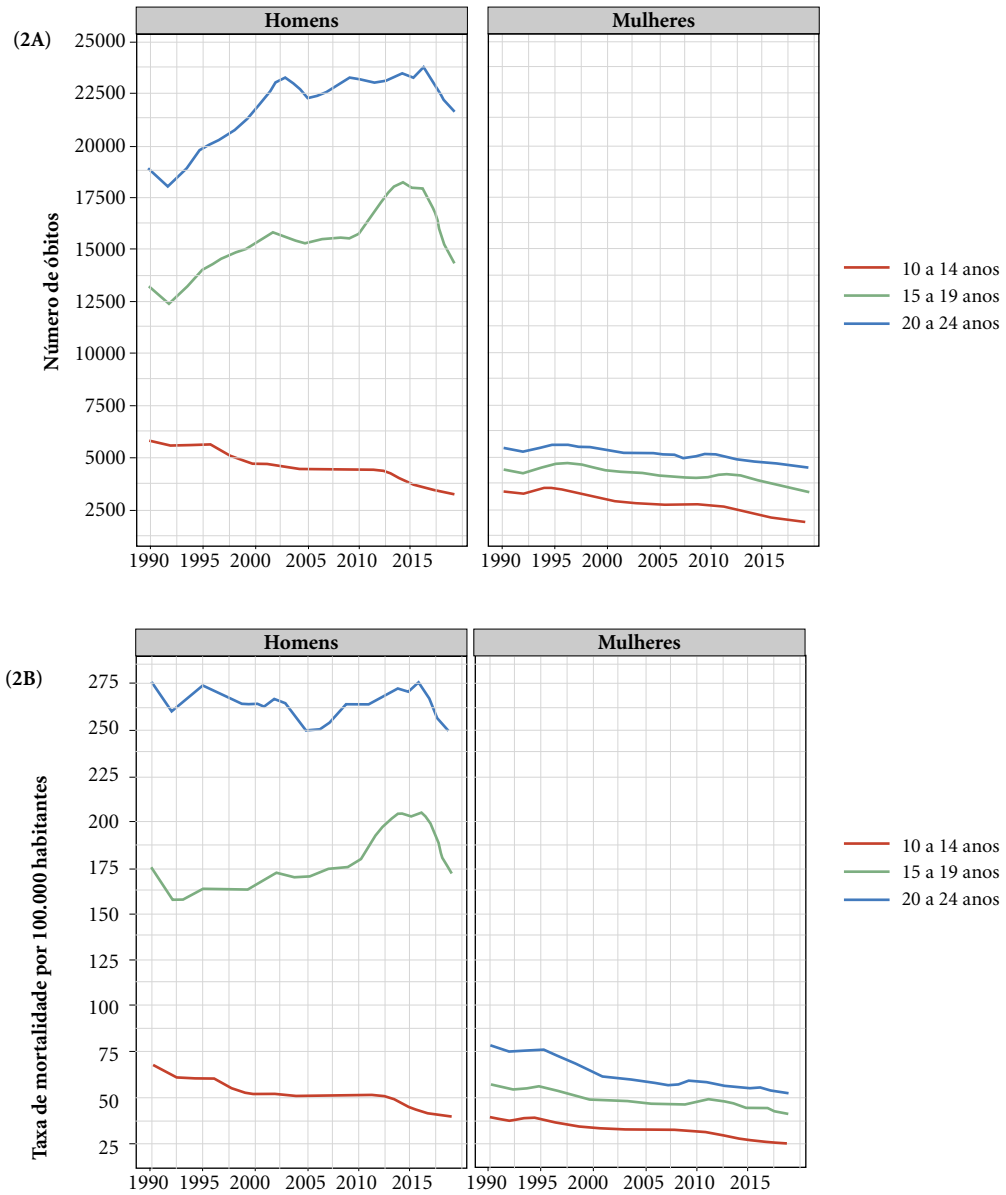 (2A)
Homens
Mulheres
Número de óbitos
25000
22500
20000
17500
15000
12500
10000
7500
5000
2500
1990 1995 2000 2005 2010 2015
1990 1995 2000 2005 2010 2015
10 a 14 anos
15 a 19 anos
20 a 24 anos
(2B)
Homens
Mulheres
Taxa de mortalidade por 100.000 habitantes
275
250
225
200
175
150
125
100
75
50
25
1990 1995 2000 2005 2010 2015
1990 1995 2000 2005 2010 2015
10 a 14 anos
15 a 19 anos
20 a 24 anos